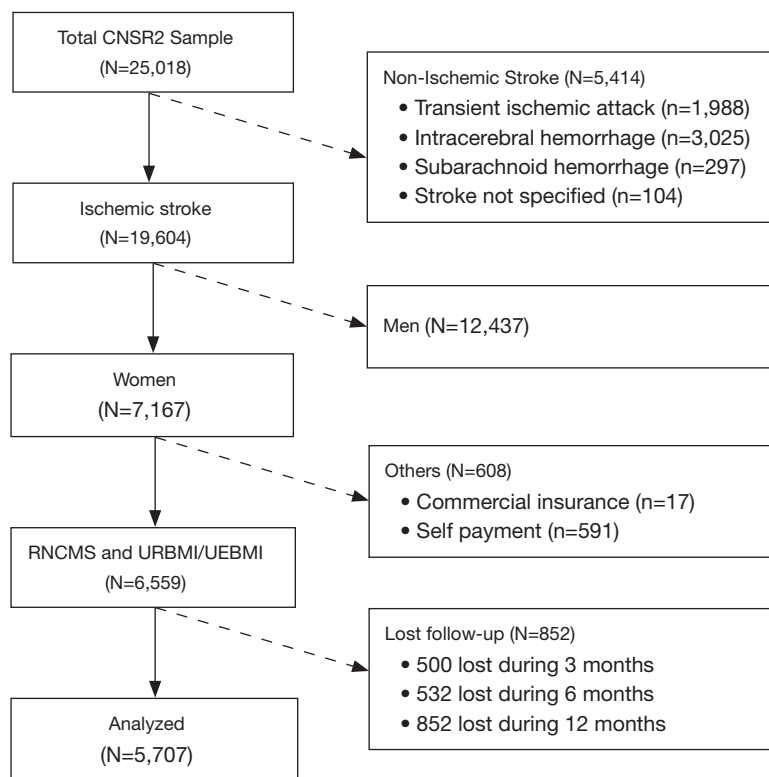 Total CNSR2 Sample
(N=25,018)
Non-Ischemic Stroke (N=5,414)
• Transient ischemic attack (n=1,988)
• Intracerebral hemorrhage (n=3,025)
• Subarachnoid hemorrhage (n=297)
• Stroke not specified (n=104)
Ischemic stroke
(N=19,604)
Men (N=12,437)
Women
(N=7,167)
Others (N=608)
• Commercial insurance (n=17)
• Self payment (n=591)
RNCMS and URBMI/UEBMI
(N=6,559)
Lost follow-up (N=852)
• 500 lost during 3 months
• 532 lost during 6 months
• 852 lost during 12 months
Analyzed
(N=5,707)